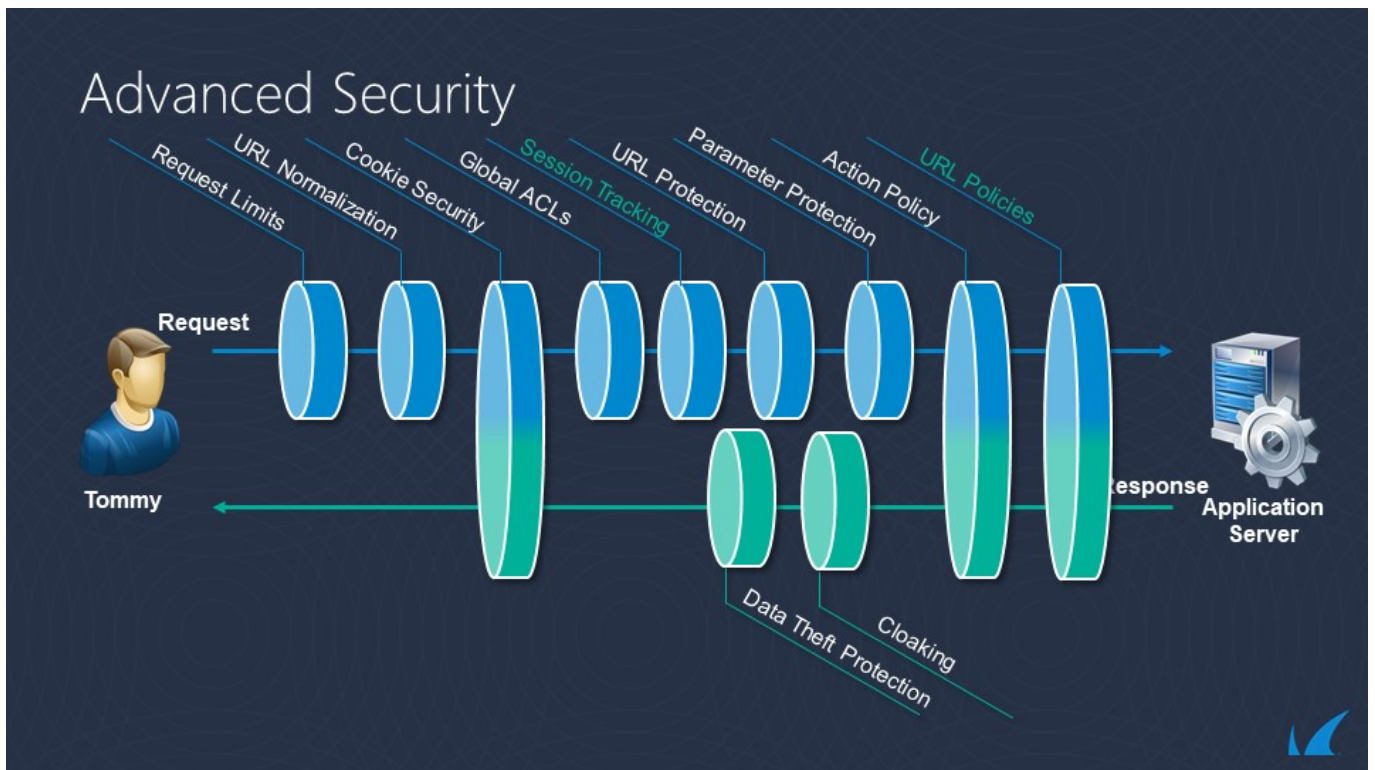 Advanced Security
Request Limits
URL Normalization
Cookie Security
Global ACLs
Session Tracking
URL Protection
Parameter Protection
Action Policy
URL Policies
Request
Tommy
esponse
Application
Server
Data Theft Protection
Cloaking